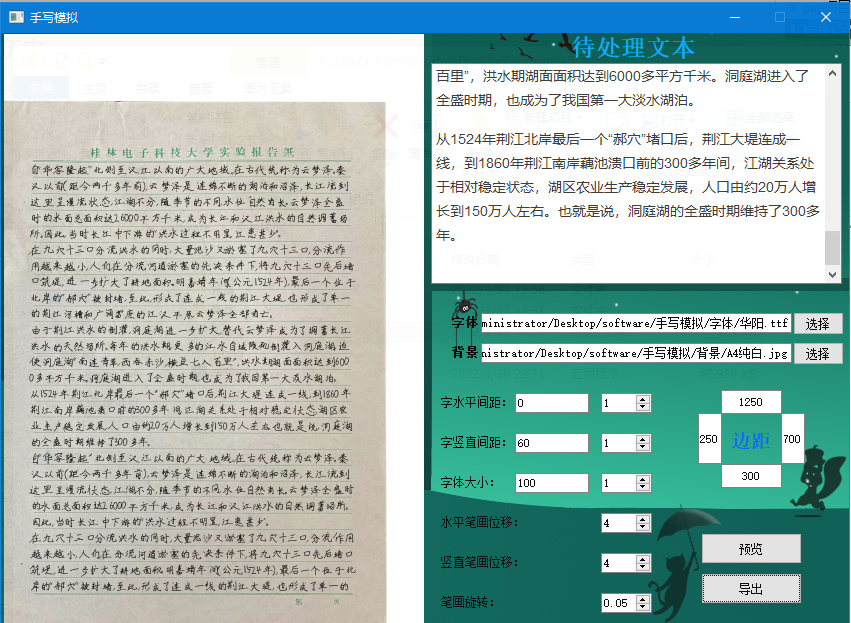 手写模拟
桂林电子科技大学实验报告纸
即华容隆起"北侧至汉江以南的广大地域,在古代统称为云梦泽。秦
汉以前(距今两千多年前),云梦泽是连绵不断的湖泊和沼泽,长江流到
这里呈漫流状态,江湖不分,随季节的不同,水位自然消长。云梦泽全盛
时的水面总面积达26000平方千米,成为长江和汉江洪水的自然调蓄场
所。因此,当时长江中下游的"洪水过程不明显,江患甚少"。
在九穴十三口分流洪水的同时,大量泥沙又淤塞了九穴十三口,分流作
用越来越小,人们在分流河道淤塞的先决条件下,将九穴十三口先后堵
口筑堤,进一步扩大了耕地面积。明嘉靖年间(公元1524年),最后一个位于
北岸的"郝穴"被封堵,至此,形成了连成一线的荆江大堤,也形成了单一
的荆江河槽和广阔富庶的江汉平原云梦泽全部消亡。
由于荆江洪水的倒灌,洞庭湖进一步扩大,替代云梦泽成为了调蓄长江
洪水的天然场所。每年的洪水期更多的江水自城陵矶倒灌入洞庭湖,迫
使洞庭湖"南连青草,西吞赤沙,横亘七八百里",洪水期湖面面积达到600
0多平方千米。洞庭湖进入了全盛时期,也成为了我国第一大淡水湖泊。
从1524年荆江北岸最后一个"郝穴"堵口后,荆江大堤连成一线,到1860年
荆江南岸藕池溃口前的300多年间,江湖关系处于相对稳定状态,湖区农
业生产稳定发展,人口由约20万人增长到150万人左右。也就是说,洞庭湖
的全盛时期维持了300多年。
即华容隆起"北侧至汉江以南的广大地域,在古代统称为云梦泽。秦
汉以前(距今两千多年前),云梦泽是连绵不断的湖泊和沼泽,长江流到
这里呈漫流状态,江湖不分,随季节的不同,水位自然消长。云梦泽全盛时
的水面总面积达26000平方千米,成为长江和汉江洪水的自然调蓄场所。
因此,当时长江中下游的"洪水过程不明显,江患甚少"。
在九穴十三口分流洪水的同时,大量泥沙又淤塞了九穴十三口,分流作用
越来越小,人们在分流河道淤塞的先决条件下,将九穴十三口先后堵口
筑堤,进一步扩大了耕地面积。明嘉靖年间(公元1524年),最后一个位于北
岸的"郝穴"被封堵,至此,形成了连成一线的荆江大堤,也形成了单一的
第 页
待处理文本
百里”，洪水期湖面面积达到6000多平方千米。洞庭湖进入了
全盛时期，也成为了我国第一大淡水湖泊。
从1524年荆江北岸最后一个“郝穴”堵口后，荆江大堤连成一
线，到1860年荆江南岸藕池溃口前的300多年间，江湖关系处
于相对稳定状态，湖区农业生产稳定发展，人口由约20万人增
长到150万人左右。也就是说，洞庭湖的全盛时期维持了300多
年。
字体 ministrator/Desktop/software/手写模拟/字体/华阳.ttf 选择
背景 nistrator/Desktop/software/手写模拟/背景/A4纯白.jpg 选择
字水平间距: 0 1
字竖直间距: 60 1
字体大小: 100 1
水平笔画位移: 4
竖直笔画位移: 4
笔画旋转: 0.05
1250
250 边距 700
300
预览
导出